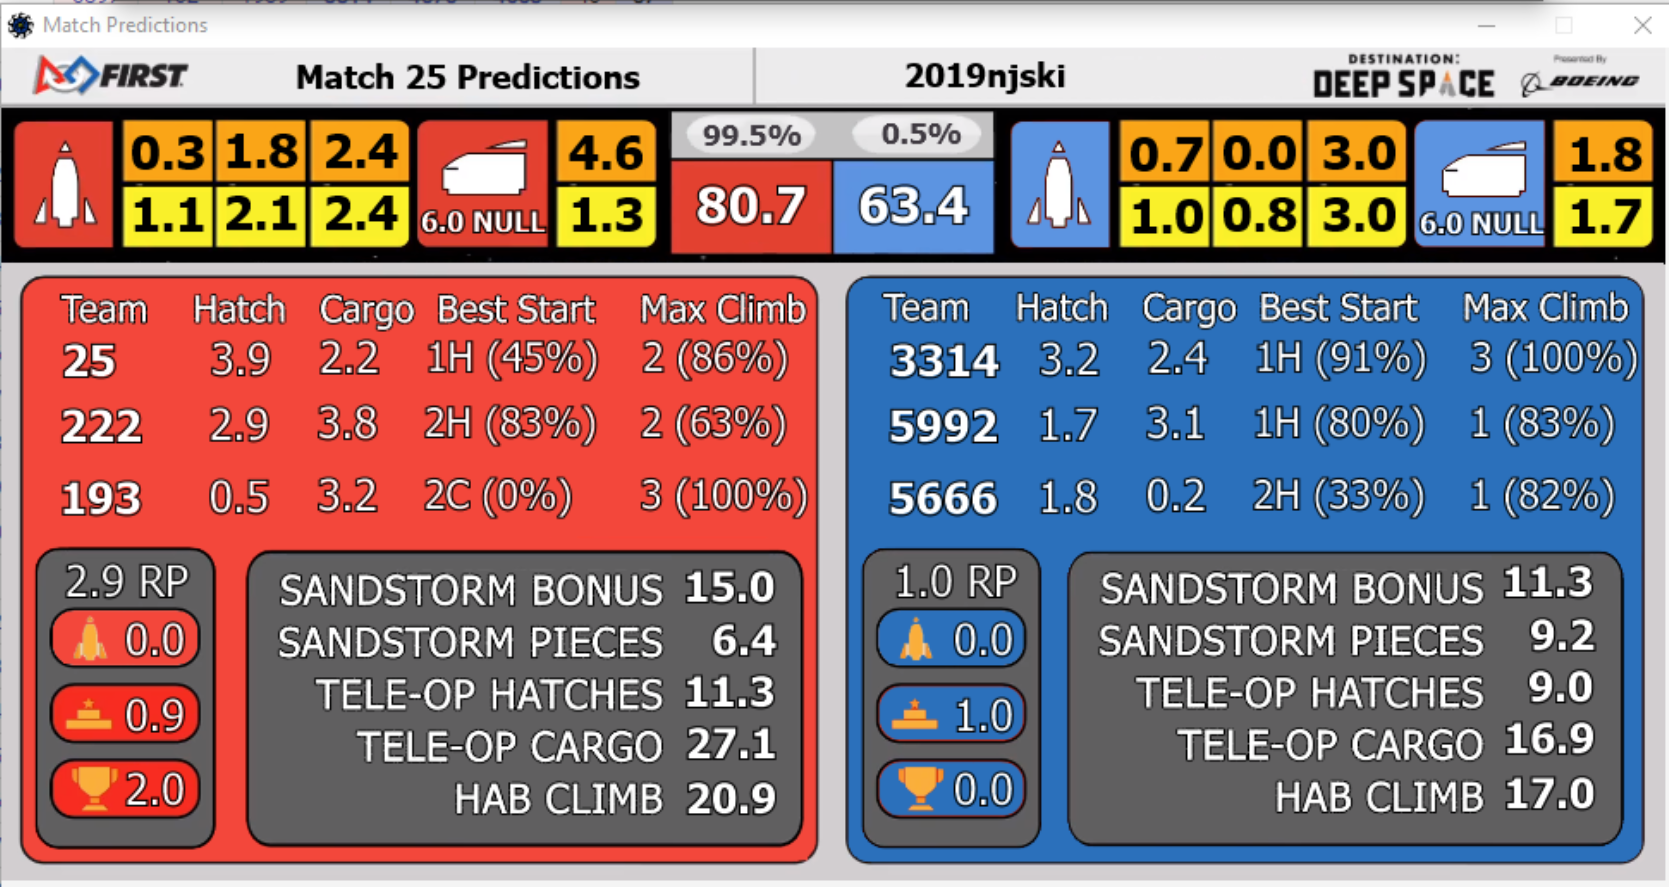 Match Predictions
FIRST Match 25 Predictions 2019njski DESTINATION: DEEP SPACE Presented By BOEING
0.3 1.8 2.4 4.6 99.5% 0.5% 0.7 0.0 3.0 1.8
1.1 2.1 2.4 6.0 NULL 1.3 80.7 63.4 1.0 0.8 3.0 6.0 NULL 1.7
Team Hatch Cargo Best Start Max Climb
25 3.9 2.2 1H (45%) 2 (86%)
222 2.9 3.8 2H (83%) 2 (63%)
193 0.5 3.2 2C (0%) 3 (100%)
2.9 RP
0.0
0.9
2.0
SANDSTORM BONUS 15.0
SANDSTORM PIECES 6.4
TELE-OP HATCHES 11.3
TELE-OP CARGO 27.1
HAB CLIMB 20.9
Team Hatch Cargo Best Start Max Climb
3314 3.2 2.4 1H (91%) 3 (100%)
5992 1.7 3.1 1H (80%) 1 (83%)
5666 1.8 0.2 2H (33%) 1 (82%)
1.0 RP
0.0
1.0
0.0
SANDSTORM BONUS 11.3
SANDSTORM PIECES 9.2
TELE-OP HATCHES 9.0
TELE-OP CARGO 16.9
HAB CLIMB 17.0